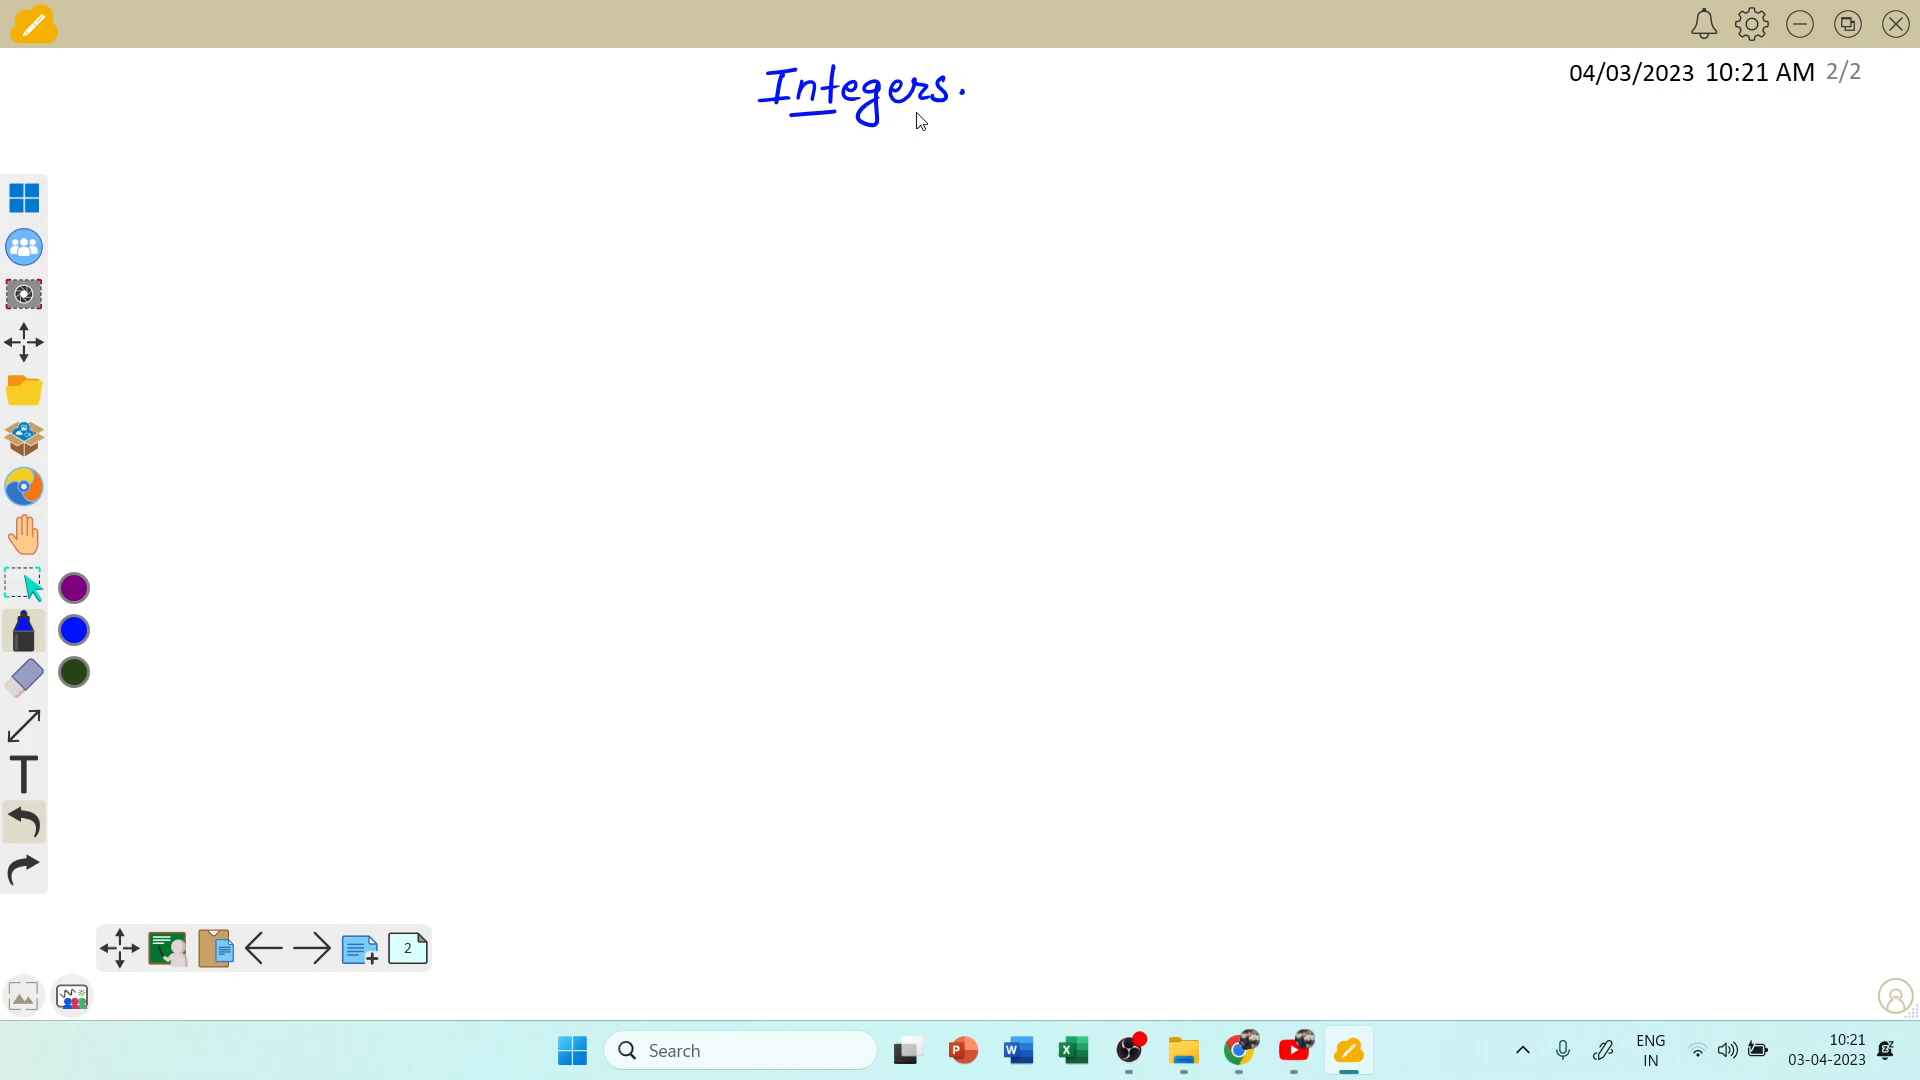 Integers.
04/03/2023 10:21 AM 2/2
T
2
Search
P
W
X
ENG
IN
10:21
03-04-2023